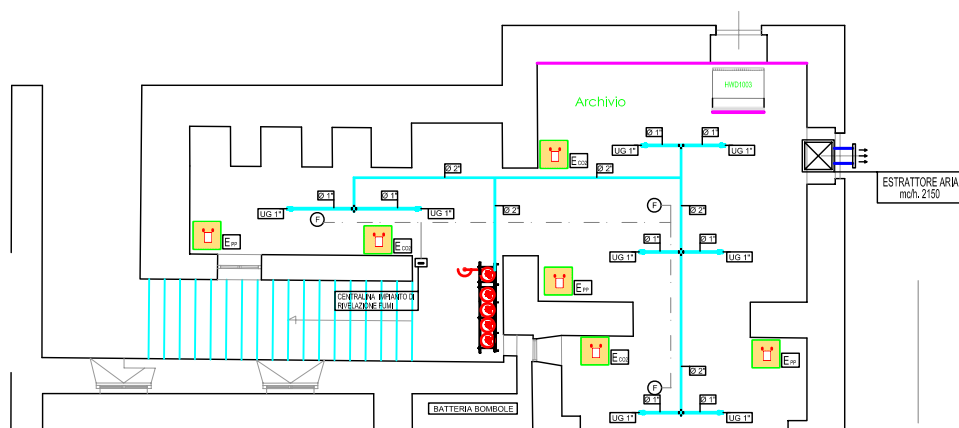 HWD1003
Archivio
Ø 1" Ø 1"
UG 1" UG 1"
E CO2
ESTRATTORE ARIA
mc/h. 2150
Ø 2" Ø 2"
Ø 1" Ø 1"
UG 1" UG 1"
F
F
Ø 2" Ø 2"
E PP
E CO2
Ø 1" Ø 1"
UG 1" UG 1"
E PP
CENTRALINA IMPIANTO DI
RIVELAZIONE FUMI
E CO2
E PP
Ø 2"
F
Ø 1" Ø 1"
UG 1" UG 1"
BATTERIA BOMBOLE